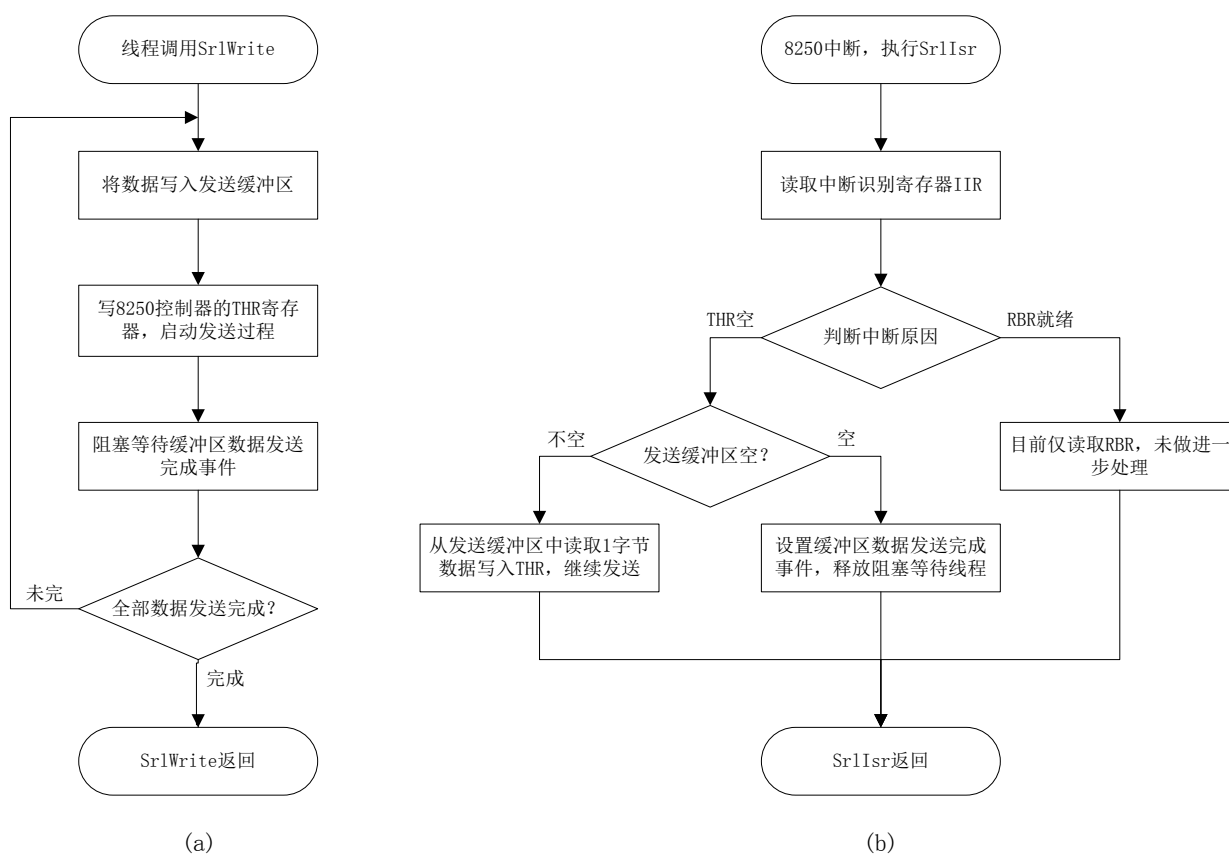 线程调用SrlWrite
将数据写入发送缓冲区
写8250控制器的THR寄存
器，启动发送过程
阻塞等待缓冲区数据发送
完成事件
未完
全部数据发送完成？
完成
SrlWrite返回
(a)
8250中断，执行SrlIsr
读取中断识别寄存器IIR
THR空
判断中断原因
RBR就绪
不空
发送缓冲区空？
空
目前仅读取RBR，未做进一
步处理
从发送缓冲区中读取1字节
数据写入THR，继续发送
设置缓冲区数据发送完成
事件，释放阻塞等待线程
SrlIsr返回
(b)